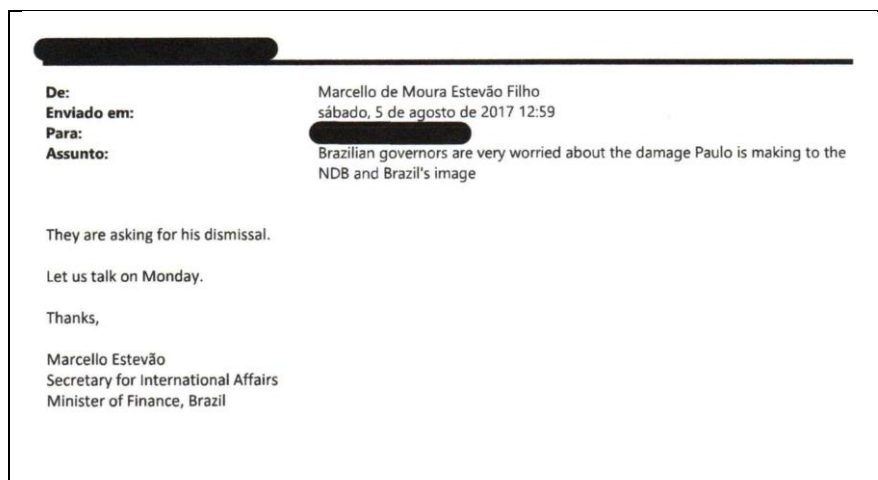 De: Marcello de Moura Estevão Filho
Enviado em: sábado, 5 de agosto de 2017 12:59
Para:
Assunto: Brazilian governors are very worried about the damage Paulo is making to the
NDB and Brazil's image
They are asking for his dismissal.
Let us talk on Monday.
Thanks,
Marcello Estevão
Secretary for International Affairs
Minister of Finance, Brazil